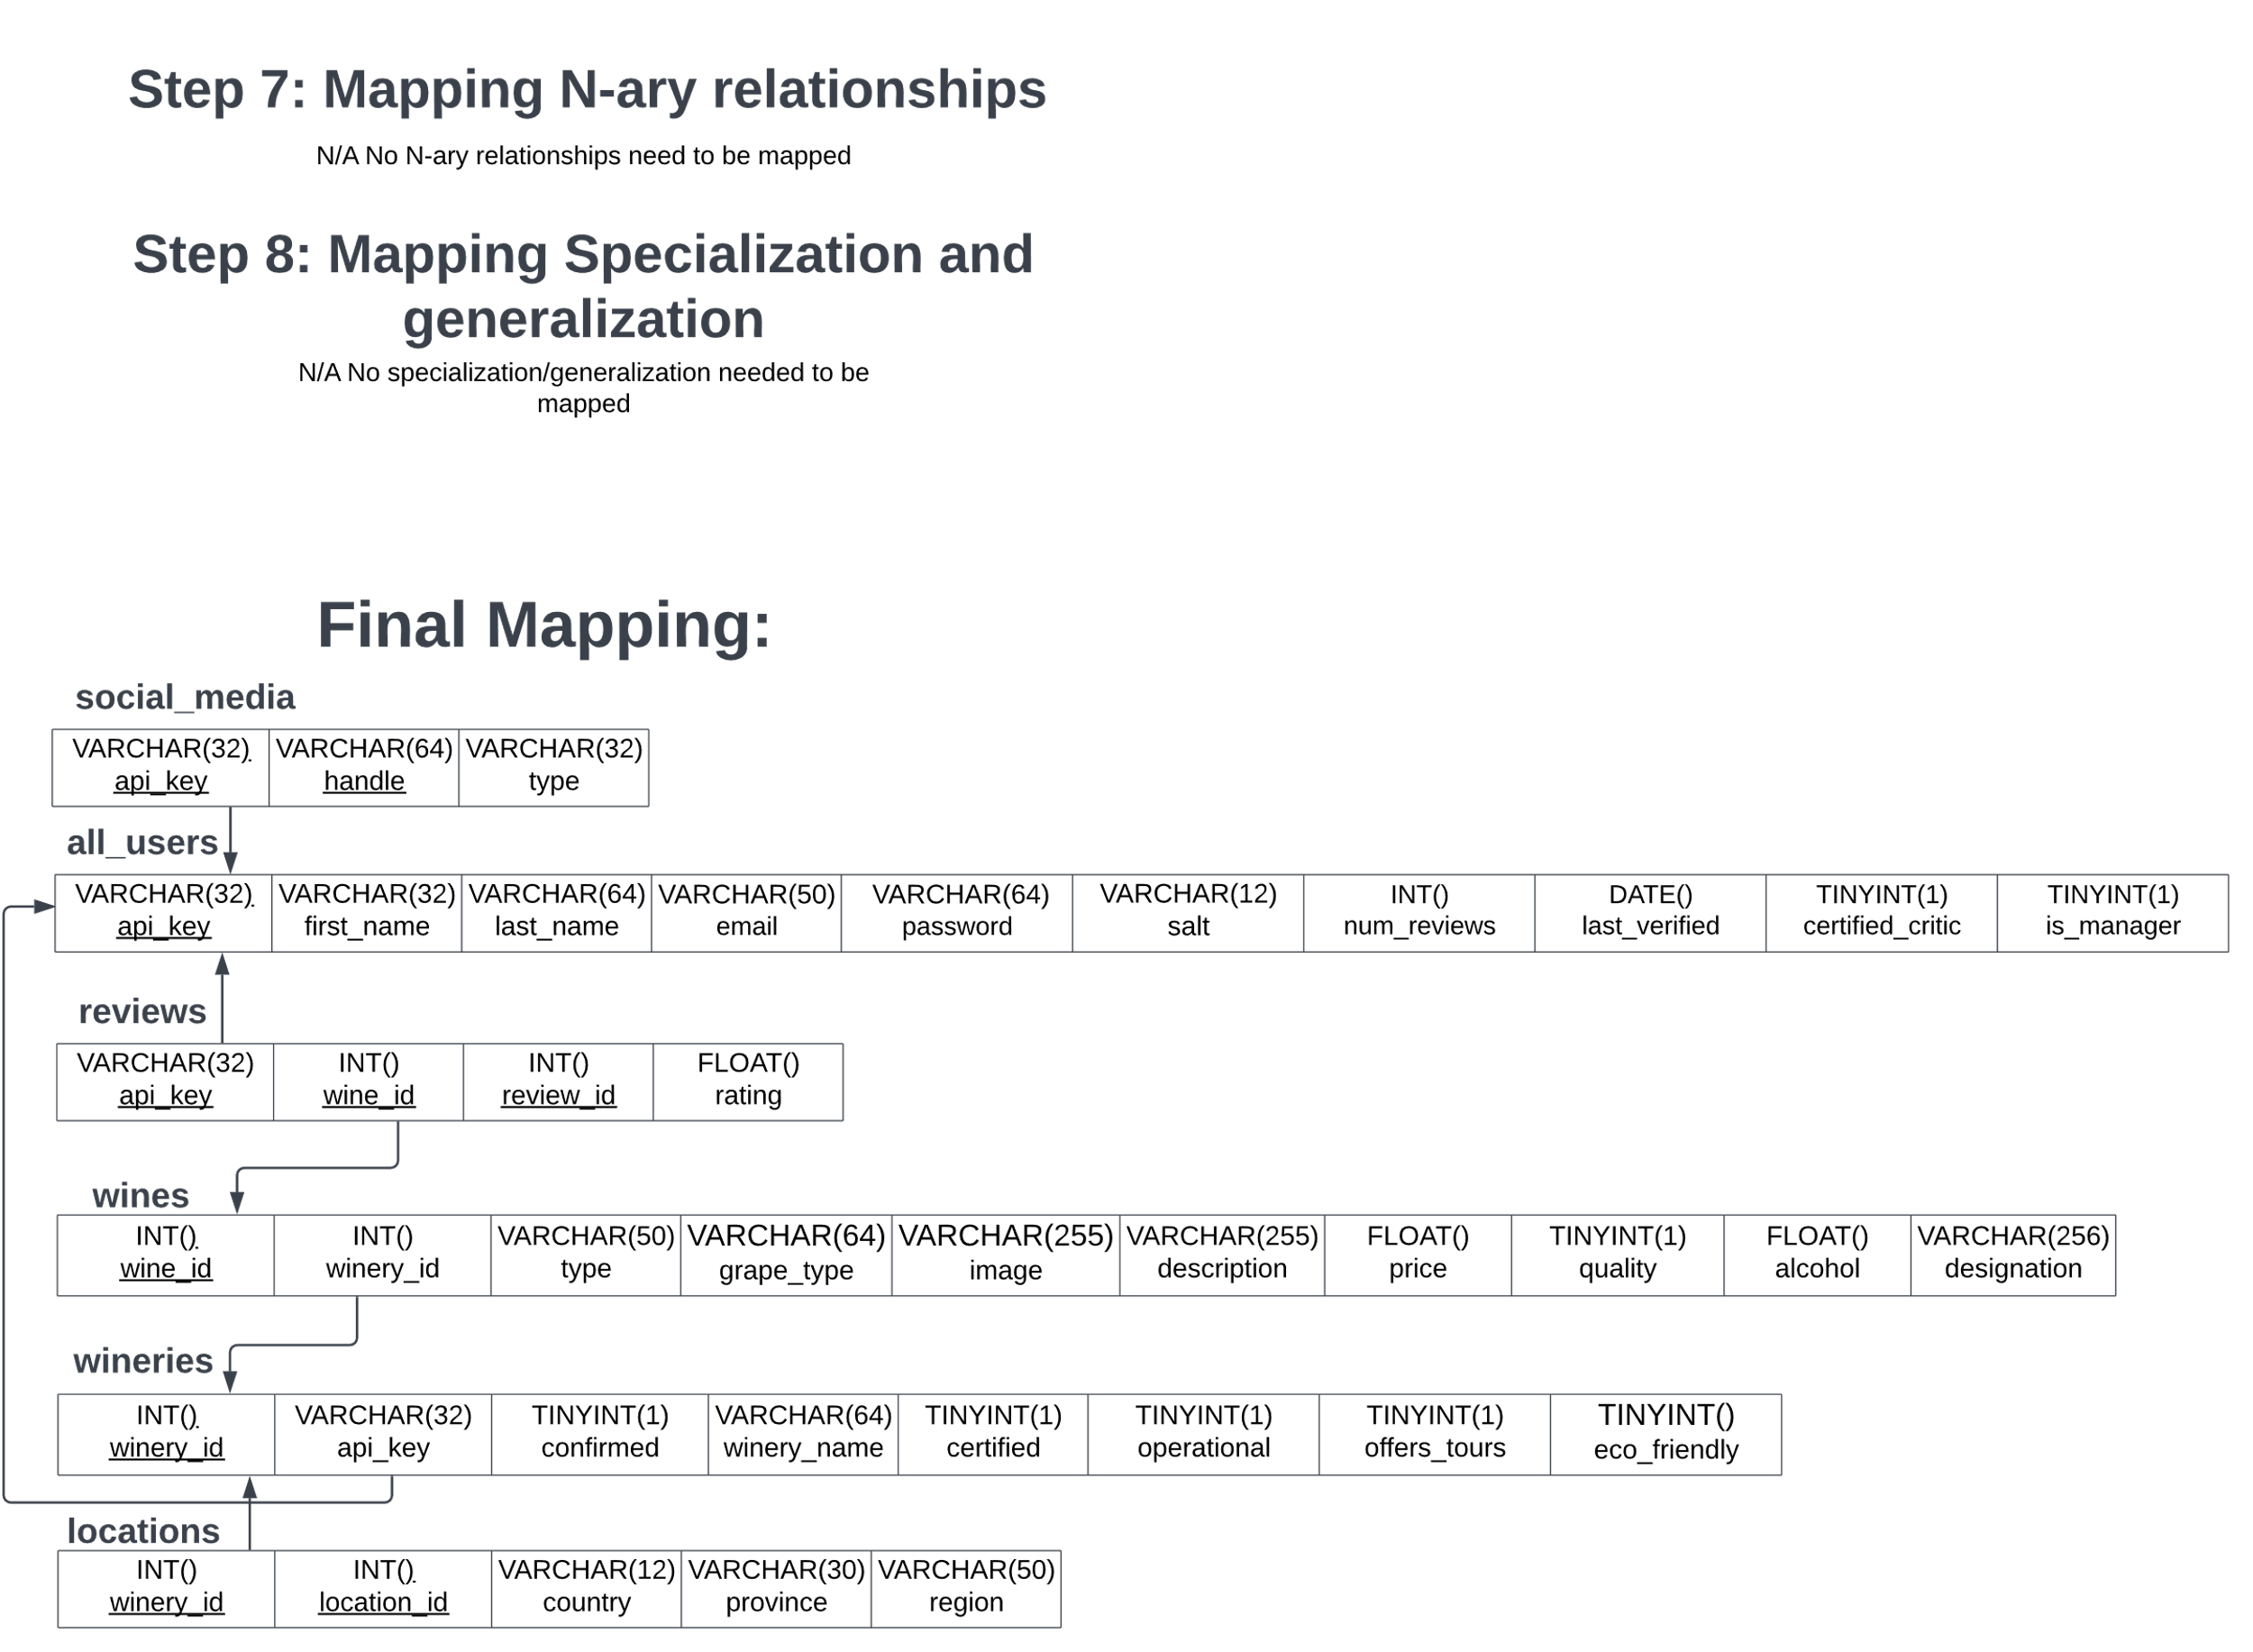 Step 7: Mapping N-ary relationships
N/A No N-ary relationships need to be mapped
Step 8: Mapping Specialization and
generalization
N/A No specialization/generalization needed to be
mapped
Final Mapping:
social_media
VARCHAR(32) VARCHAR(64) VARCHAR(32)
api_key handle type
all_users
VARCHAR(32) VARCHAR(32) VARCHAR(64) VARCHAR(50) VARCHAR(64) VARCHAR(12) INT() DATE() TINYINT(1) TINYINT(1)
api_key first_name last_name email password salt num_reviews last_verified certified_critic is_manager
reviews
VARCHAR(32) INT() INT() FLOAT()
api_key wine_id review_id rating
wines
INT() INT() VARCHAR(50) VARCHAR(64) VARCHAR(255) VARCHAR(255) FLOAT() TINYINT(1) FLOAT() VARCHAR(256)
wine_id winery_id type grape_type image description price quality alcohol designation
wineries
INT() VARCHAR(32) TINYINT(1) VARCHAR(64) TINYINT(1) TINYINT(1) TINYINT(1) TINYINT()
winery_id api_key confirmed winery_name certified operational offers_tours eco_friendly
locations
INT() INT() VARCHAR(12) VARCHAR(30) VARCHAR(50)
winery_id location_id country province region